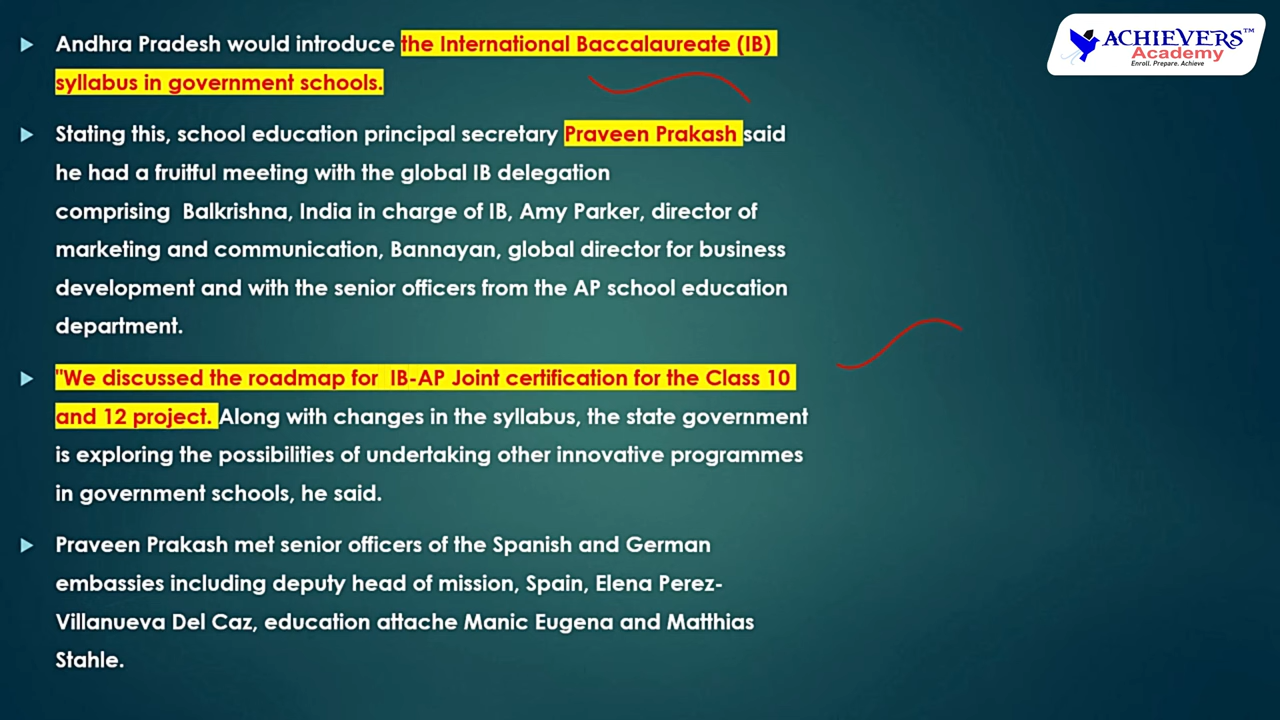 Andhra Pradesh would introduce the International Baccalaureate (IB)
syllabus in government schools.
Stating this, school education principal secretary Praveen Prakash said
he had a fruitful meeting with the global IB delegation
comprising Balkrishna, India in charge of IB, Amy Parker, director of
marketing and communication, Bannayan, global director for business
development and with the senior officers from the AP school education
department.
"We discussed the roadmap for IB-AP Joint certification for the Class 10
and 12 project. Along with changes in the syllabus, the state government
is exploring the possibilities of undertaking other innovative programmes
in government schools, he said.
Praveen Prakash met senior officers of the Spanish and German
embassies including deputy head of mission, Spain, Elena Perez-
Villanueva Del Caz, education attache Manic Eugena and Matthias
Stahle.
ACHIEVERS™
Academy
Enroll. Prepare. Achieve